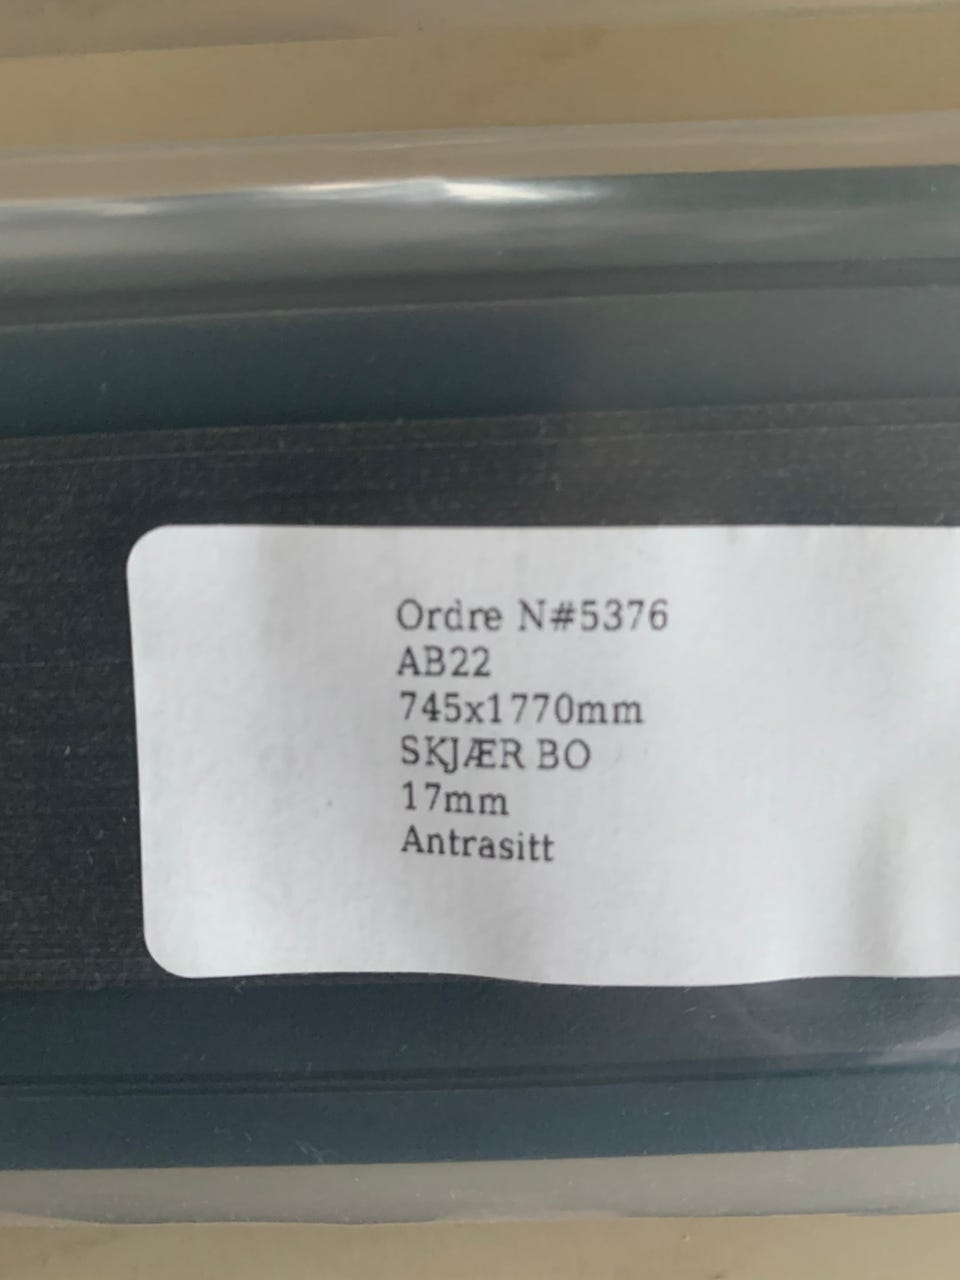 Ordre N#5376
AB22
745x1770mm
SKJÆR BO
17mm
Antrasitt